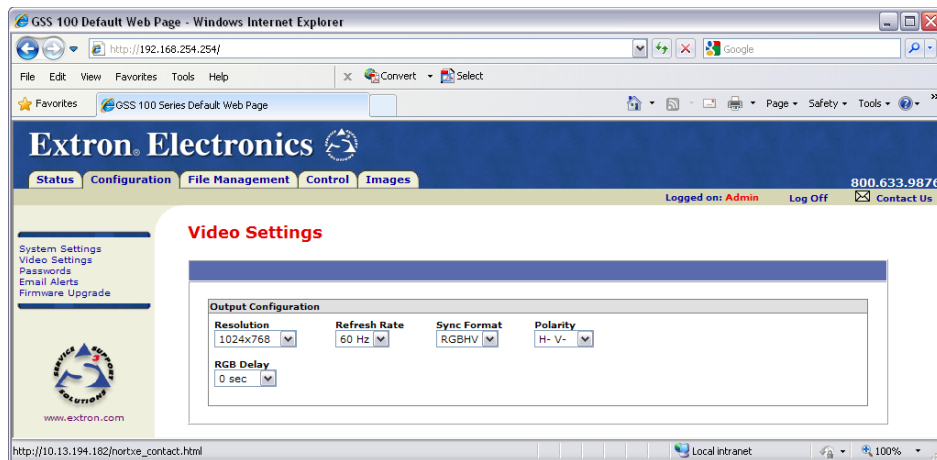 GSS 100 Default Web Page - Windows Internet Explorer
http://192.168.254.254/
Google
File Edit View Favorites Tools Help
x Convert Select
Favorites GSS 100 Series Default Web Page
Page Safety Tools »
Extron® Electronics
Status Configuration File Management Control Images
800.633.9876
Logged on: Admin Log Off Contact Us
Video Settings
System Settings
Video Settings
Passwords
Email Alerts
Firmware Upgrade
Output Configuration
Resolution Refresh Rate Sync Format Polarity
1024x768 60 Hz RGBHV H- V-
RGB Delay
0 sec
SERVICE SUPPORT SOLUTIONS
3
www.extron.com
http://10.13.194.182/nortxe_contact.html Local intranet 100%